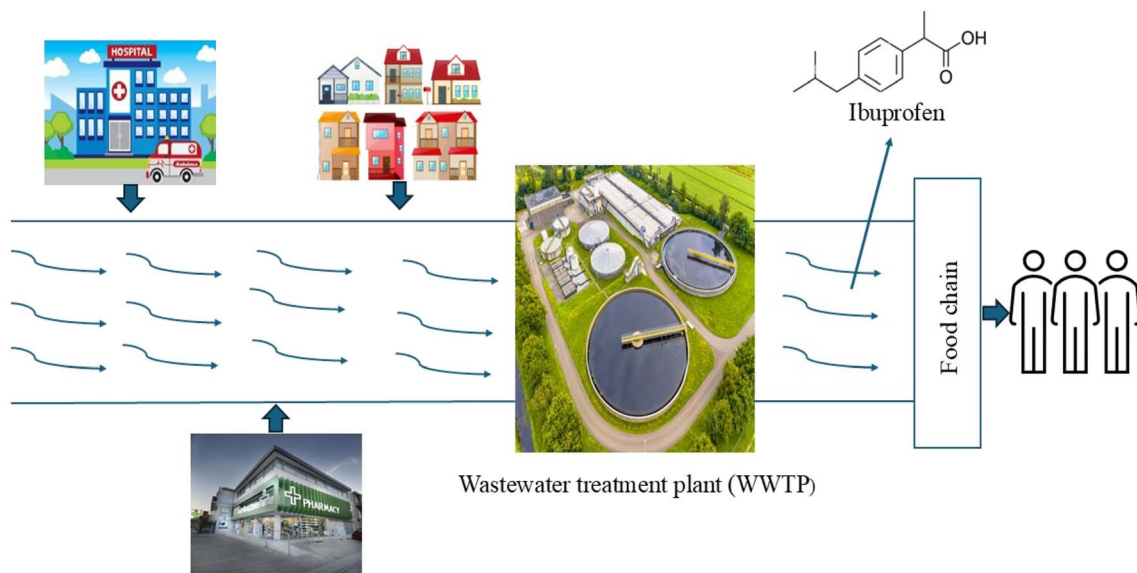 HOSPITAL
Ambulance
OH
O
Ibuprofen
Food chain
PHARMACY
Wastewater treatment plant (WWTP)